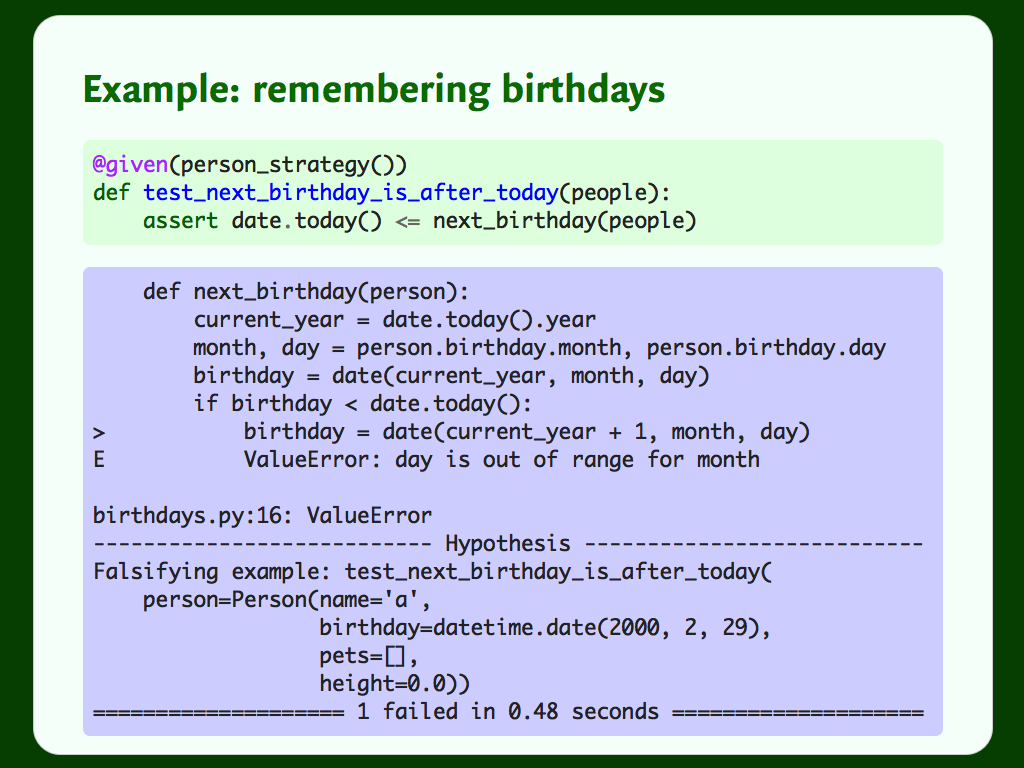 Example: remembering birthdays
@given(person_strategy())
def test_next_birthday_is_after_today(people):
    assert date.today() <= next_birthday(people)
    def next_birthday(person):
        current_year = date.today().year
        month, day = person.birthday.month, person.birthday.day
        birthday = date(current_year, month, day)
        if birthday < date.today():
>           birthday = date(current_year + 1, month, day)
E           ValueError: day is out of range for month
birthdays.py:16: ValueError
--------------------------- Hypothesis ---------------------------
Falsifying example: test_next_birthday_is_after_today(
    person=Person(name='a',
                  birthday=datetime.date(2000, 2, 29),
                  pets=[],
                  height=0.0))
==================== 1 failed in 0.48 seconds ====================